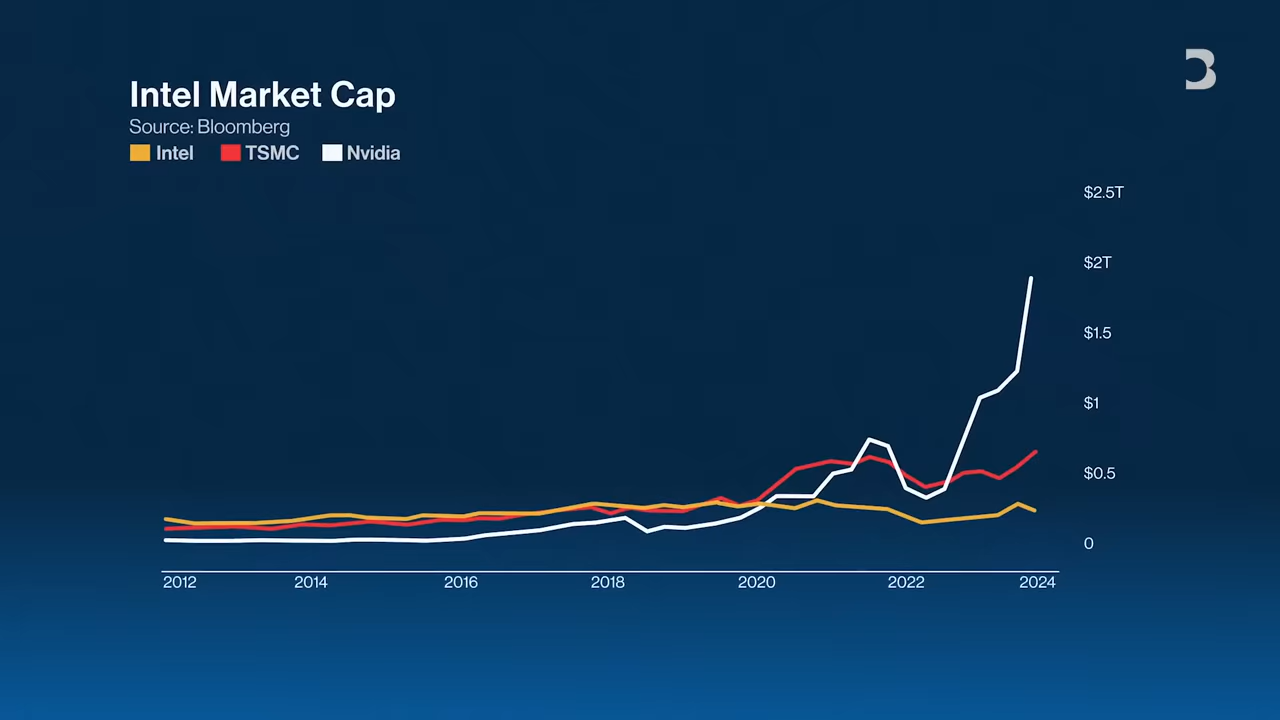 Intel Market Cap
Source: Bloomberg
Intel TSMC Nvidia
$2.5T
$2T
$1.5
$1
$0.5
0
2012 2014 2016 2018 2020 2022 2024